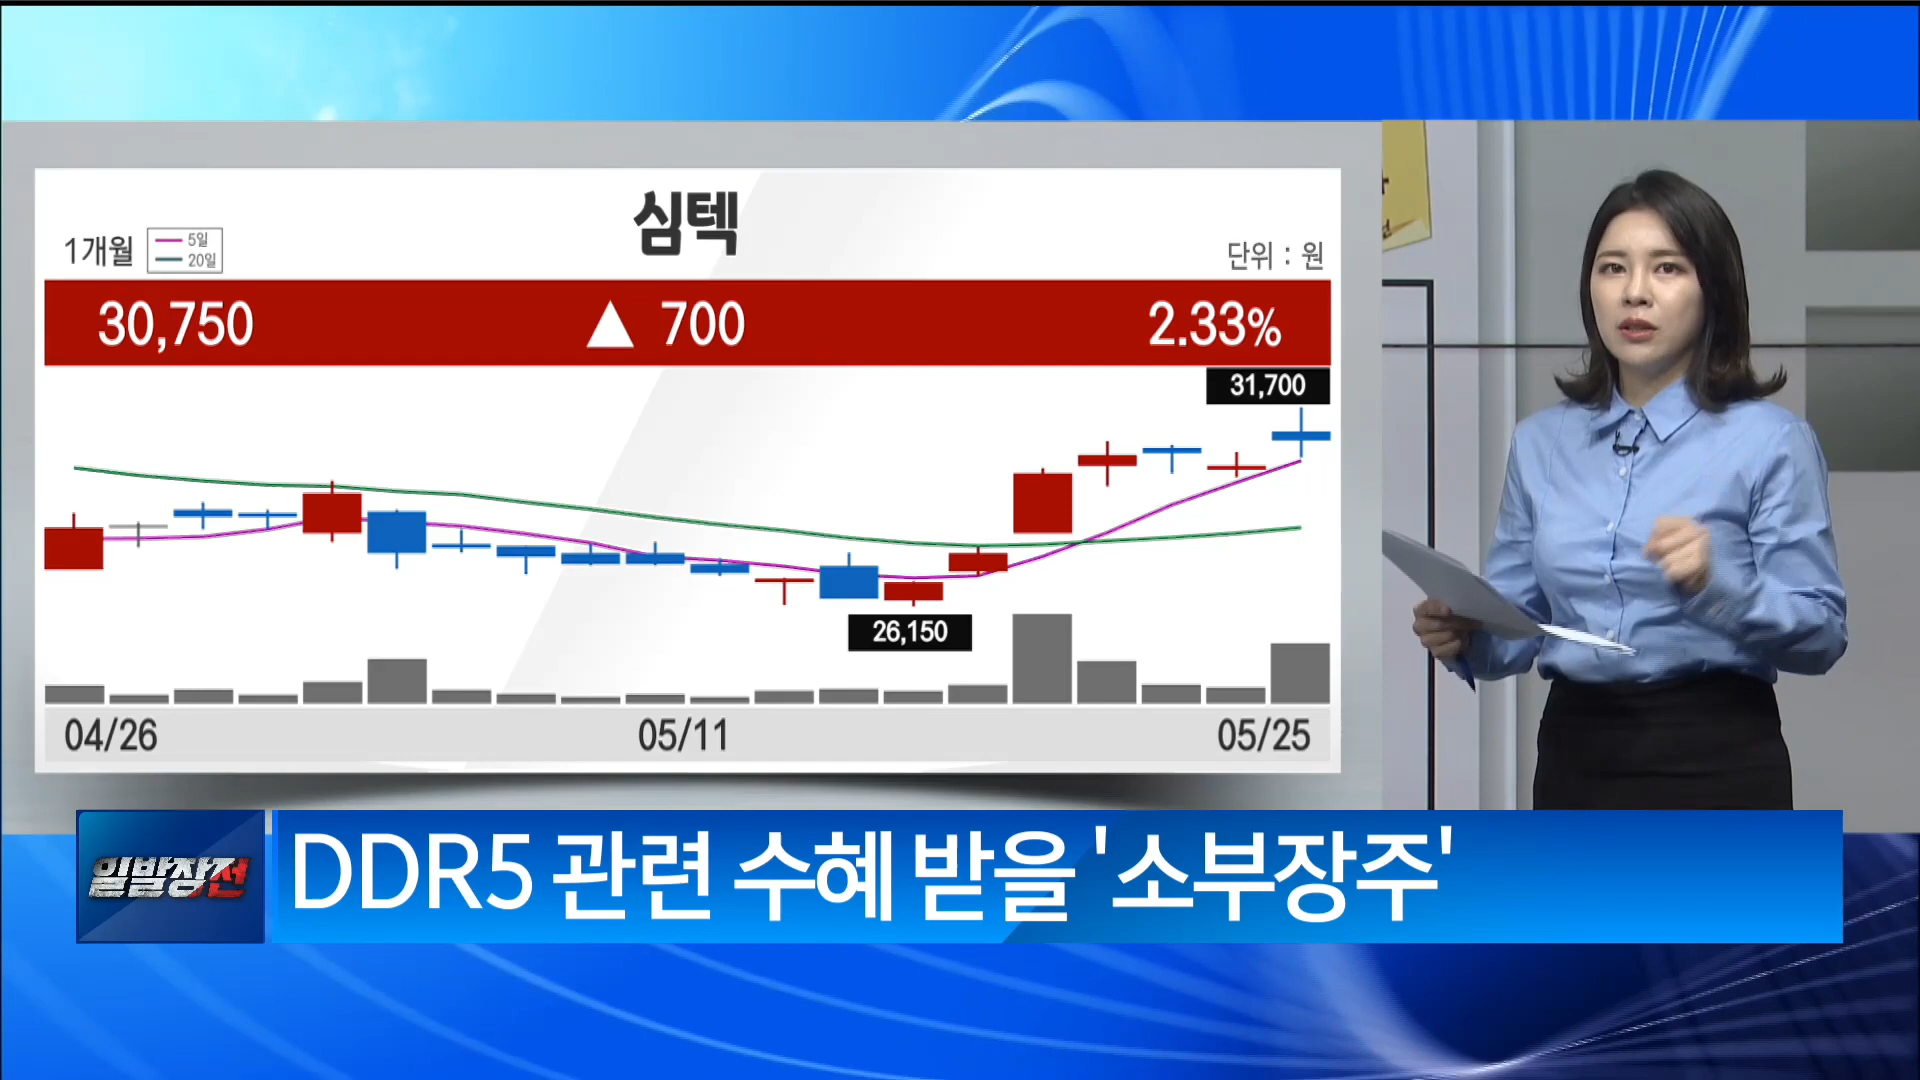 심텍
1개월
5일
20일
단위 : 원
30,750 ▲ 700 2.33%
31,700
26,150
04/26 05/11 05/25
일발장전
DDR5 관련 수혜 받을 '소부장주'